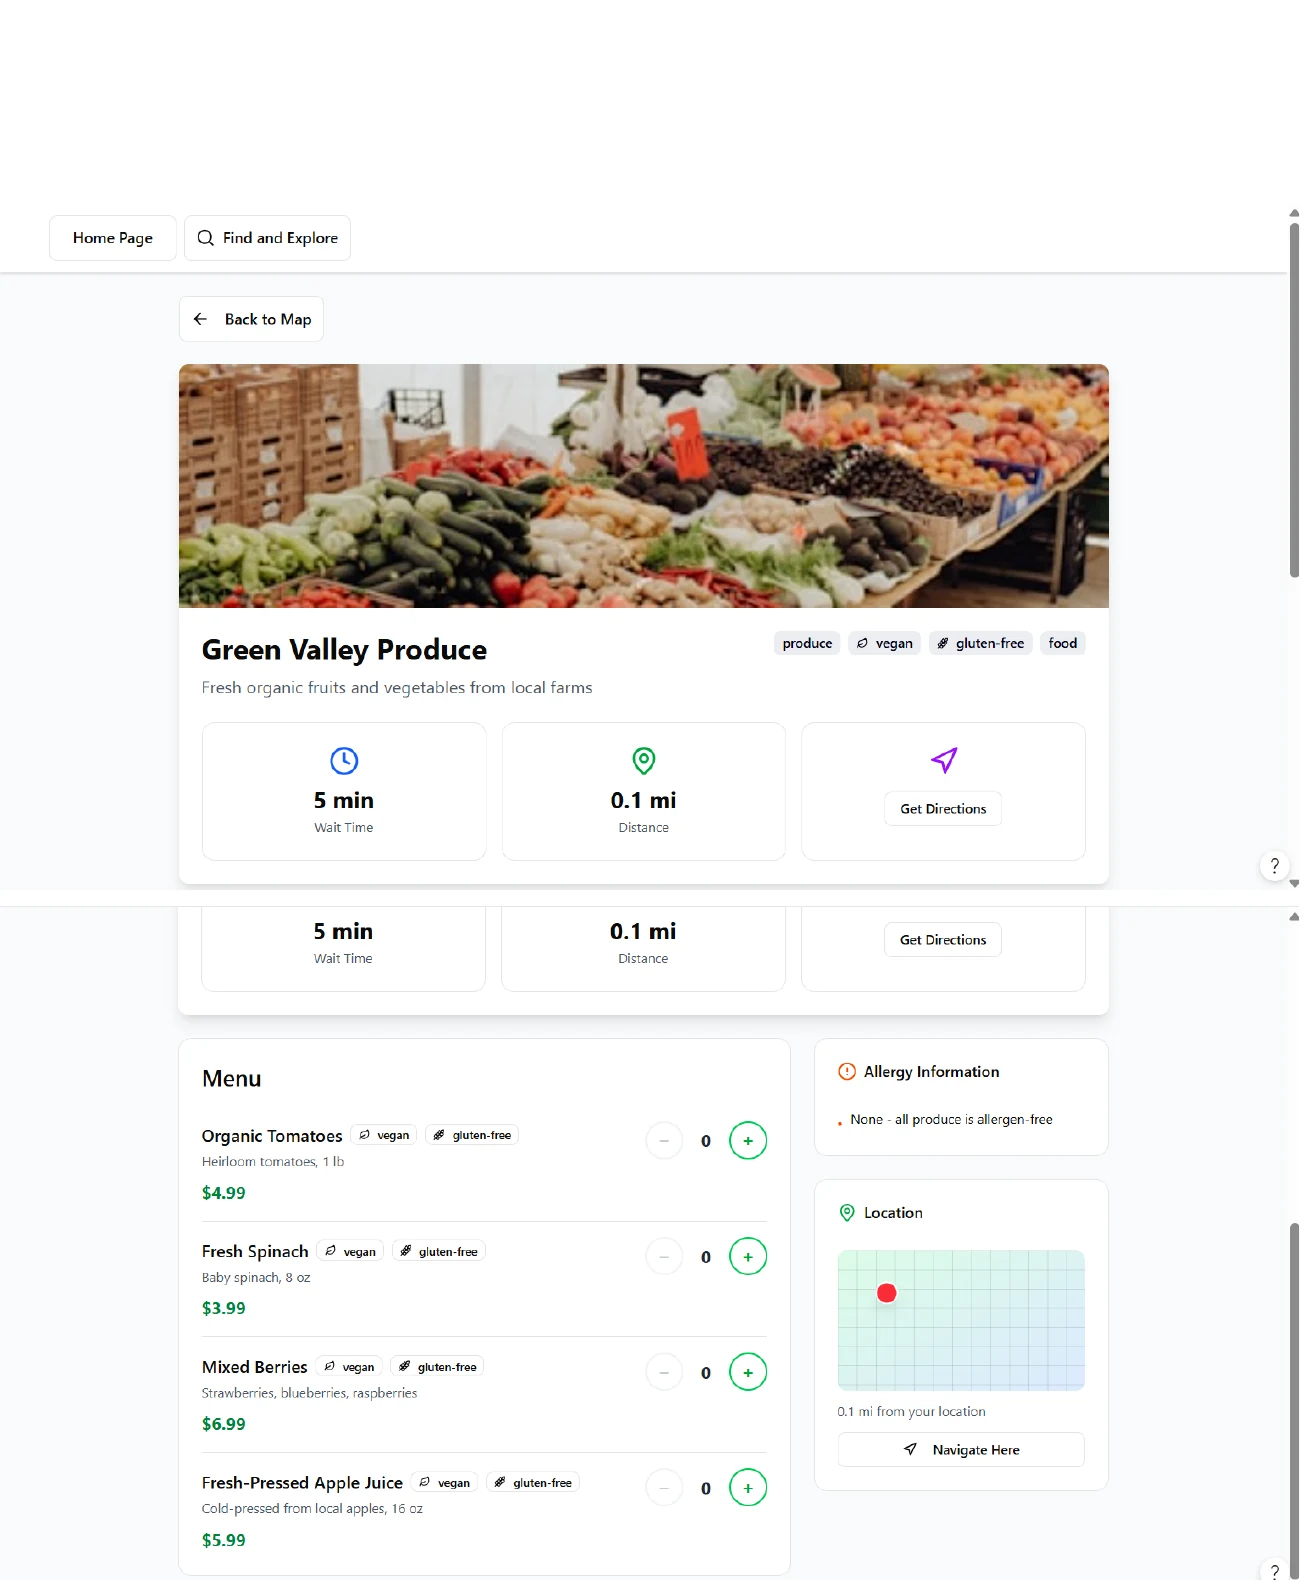 Home Page
Find and Explore
Back to Map
Green Valley Produce
produce
vegan
gluten-free
food
Fresh organic fruits and vegetables from local farms
5 min
Wait Time
0.1 mi
Distance
Get Directions
?
5 min
Wait Time
0.1 mi
Distance
Get Directions
Menu
Organic Tomatoes vegan gluten-free
Heirloom tomatoes, 1 lb
$4.99
− 0 +
Fresh Spinach vegan gluten-free
Baby spinach, 8 oz
$3.99
− 0 +
Mixed Berries vegan gluten-free
Strawberries, blueberries, raspberries
$6.99
− 0 +
Fresh-Pressed Apple Juice vegan gluten-free
Cold-pressed from local apples, 16 oz
$5.99
− 0 +
Allergy Information
• None - all produce is allergen-free
Location
0.1 mi from your location
Navigate Here
?